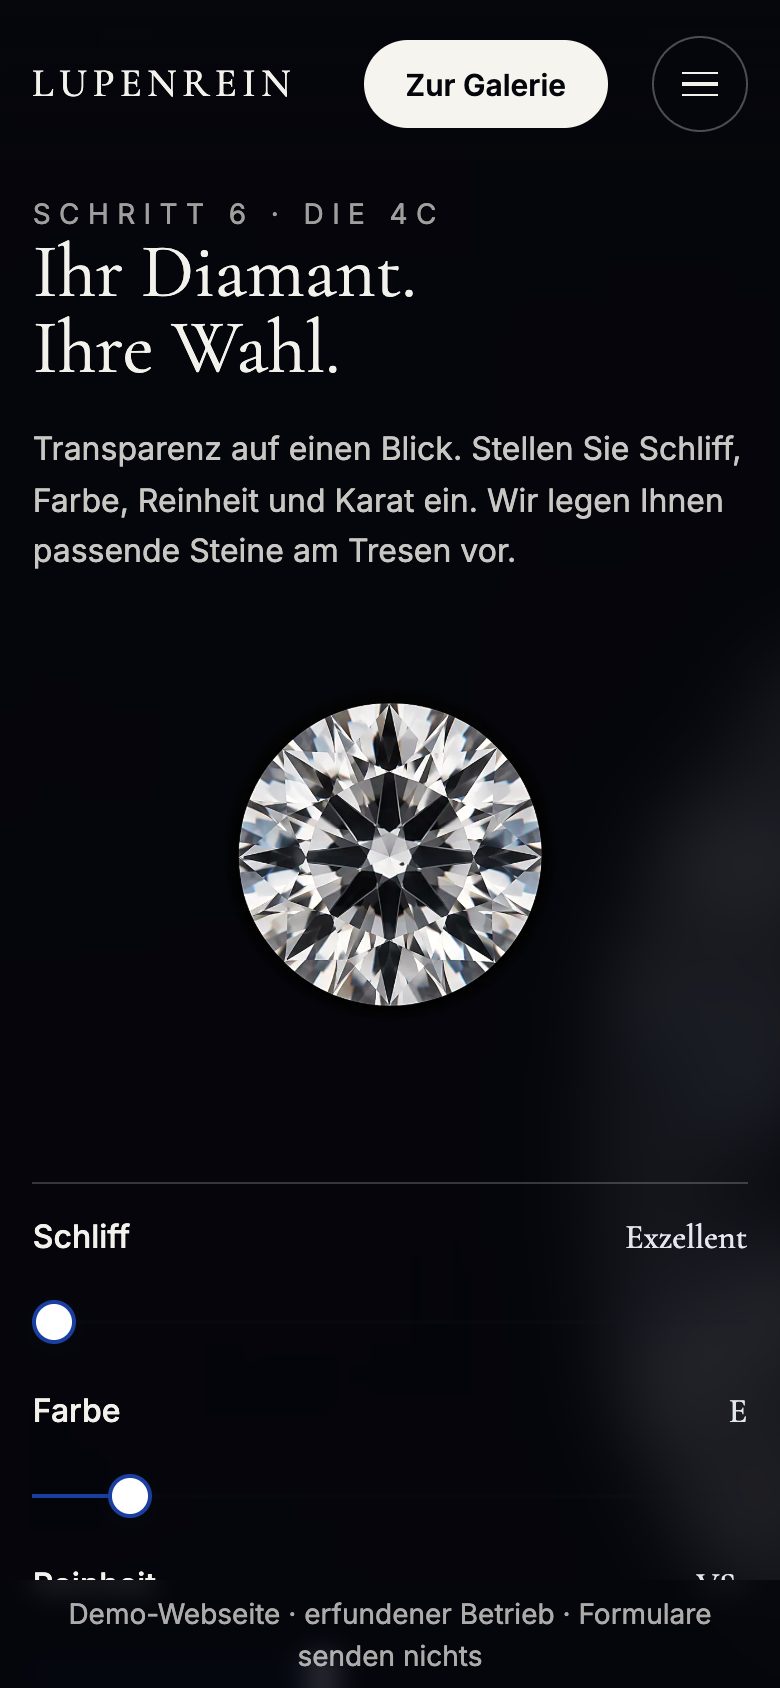 LUPENREIN
Zur Galerie
SCHRITT 6 · DIE 4C
Ihr Diamant.
Ihre Wahl.
Transparenz auf einen Blick. Stellen Sie Schliff,
Farbe, Reinheit und Karat ein. Wir legen Ihnen
passende Steine am Tresen vor.
Schliff
Exzellent
Farbe
E
Reinheit
Demo-Webseite · erfundener Betrieb · Formulare
senden nichts